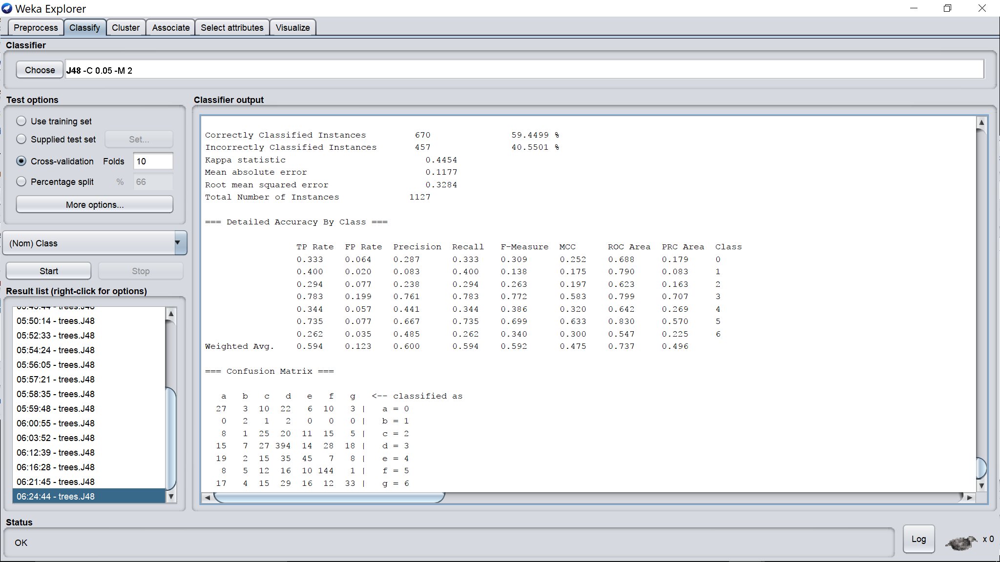 Weka Explorer
Preprocess Classify Cluster Associate Select attributes Visualize
Classifier
Choose J48 -C 0.05 -M 2
Test options
Use training set
Supplied test set Set...
Cross-validation Folds 10
Percentage split % 66
More options...
(Nom) Class
Start Stop
Result list (right-click for options)
05:50:14 - trees.J48
05:52:33 - trees.J48
05:54:24 - trees.J48
05:56:05 - trees.J48
05:57:21 - trees.J48
05:58:35 - trees.J48
05:59:48 - trees.J48
06:00:55 - trees.J48
06:03:52 - trees.J48
06:12:39 - trees.J48
06:16:28 - trees.J48
06:21:45 - trees.J48
06:24:44 - trees.J48
Classifier output
Correctly Classified Instances 670 59.4499 %
Incorrectly Classified Instances 457 40.5501 %
Kappa statistic 0.4454
Mean absolute error 0.1177
Root mean squared error 0.3284
Total Number of Instances 1127
=== Detailed Accuracy By Class ===
TP Rate FP Rate Precision Recall F-Measure MCC ROC Area PRC Area Class
0.333 0.064 0.287 0.333 0.309 0.252 0.688 0.179 0
0.400 0.020 0.083 0.400 0.138 0.175 0.790 0.083 1
0.294 0.077 0.238 0.294 0.263 0.197 0.623 0.163 2
0.783 0.199 0.761 0.783 0.772 0.583 0.799 0.707 3
0.344 0.057 0.441 0.344 0.386 0.320 0.642 0.269 4
0.735 0.077 0.667 0.735 0.699 0.633 0.830 0.570 5
0.262 0.035 0.485 0.262 0.340 0.300 0.547 0.225 6
Weighted Avg. 0.594 0.123 0.600 0.594 0.592 0.475 0.737 0.496
=== Confusion Matrix ===
a b c d e f g <-- classified as
27 3 10 22 6 10 3 | a = 0
0 2 1 2 0 0 0 | b = 1
8 1 25 20 11 15 5 | c = 2
15 7 27 394 14 28 18 | d = 3
19 2 15 35 45 7 8 | e = 4
8 5 12 16 10 144 1 | f = 5
17 4 15 29 16 12 33 | g = 6
Status
OK
Log x 0